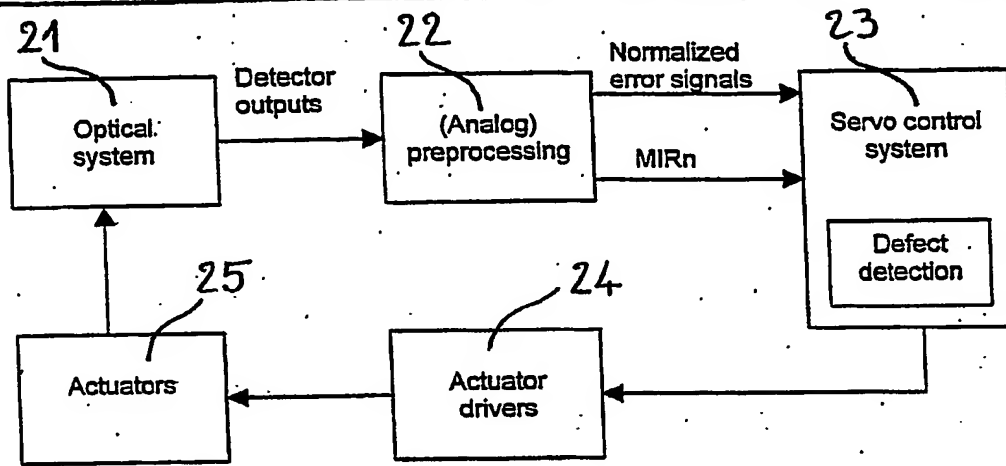 21
22
23
Optical
system
Detector
outputs
(Analog)
preprocessing
Normalized
error signals
MIRn
Servo control
system
Defect
detection
25
24
Actuators
Actuator
drivers